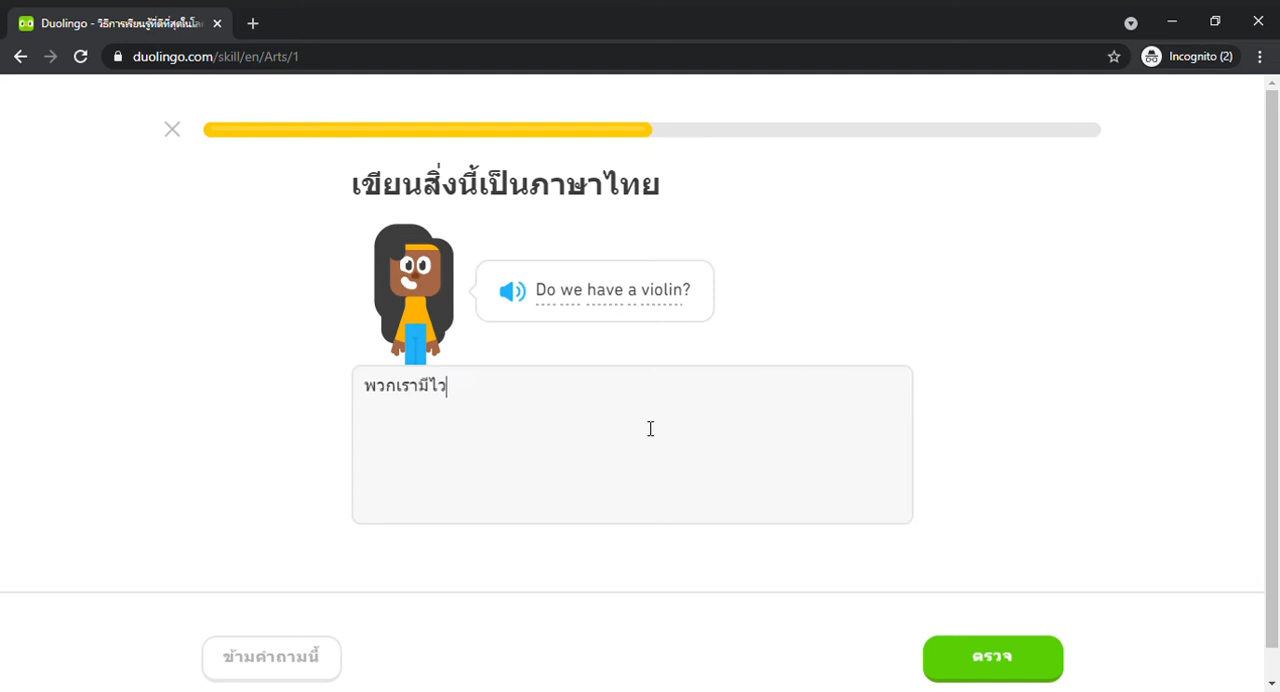 Duolingo - วิธีการเรียนรู้ที่ดีที่สุดในโล
duolingo.com/skill/en/Arts/1
Incognito (2)
เขียนสิ่งนี้เป็นภาษาไทย
Do we have a violin?
พวกเรามีไว
ข้ามคำถามนี้
ตรวจ